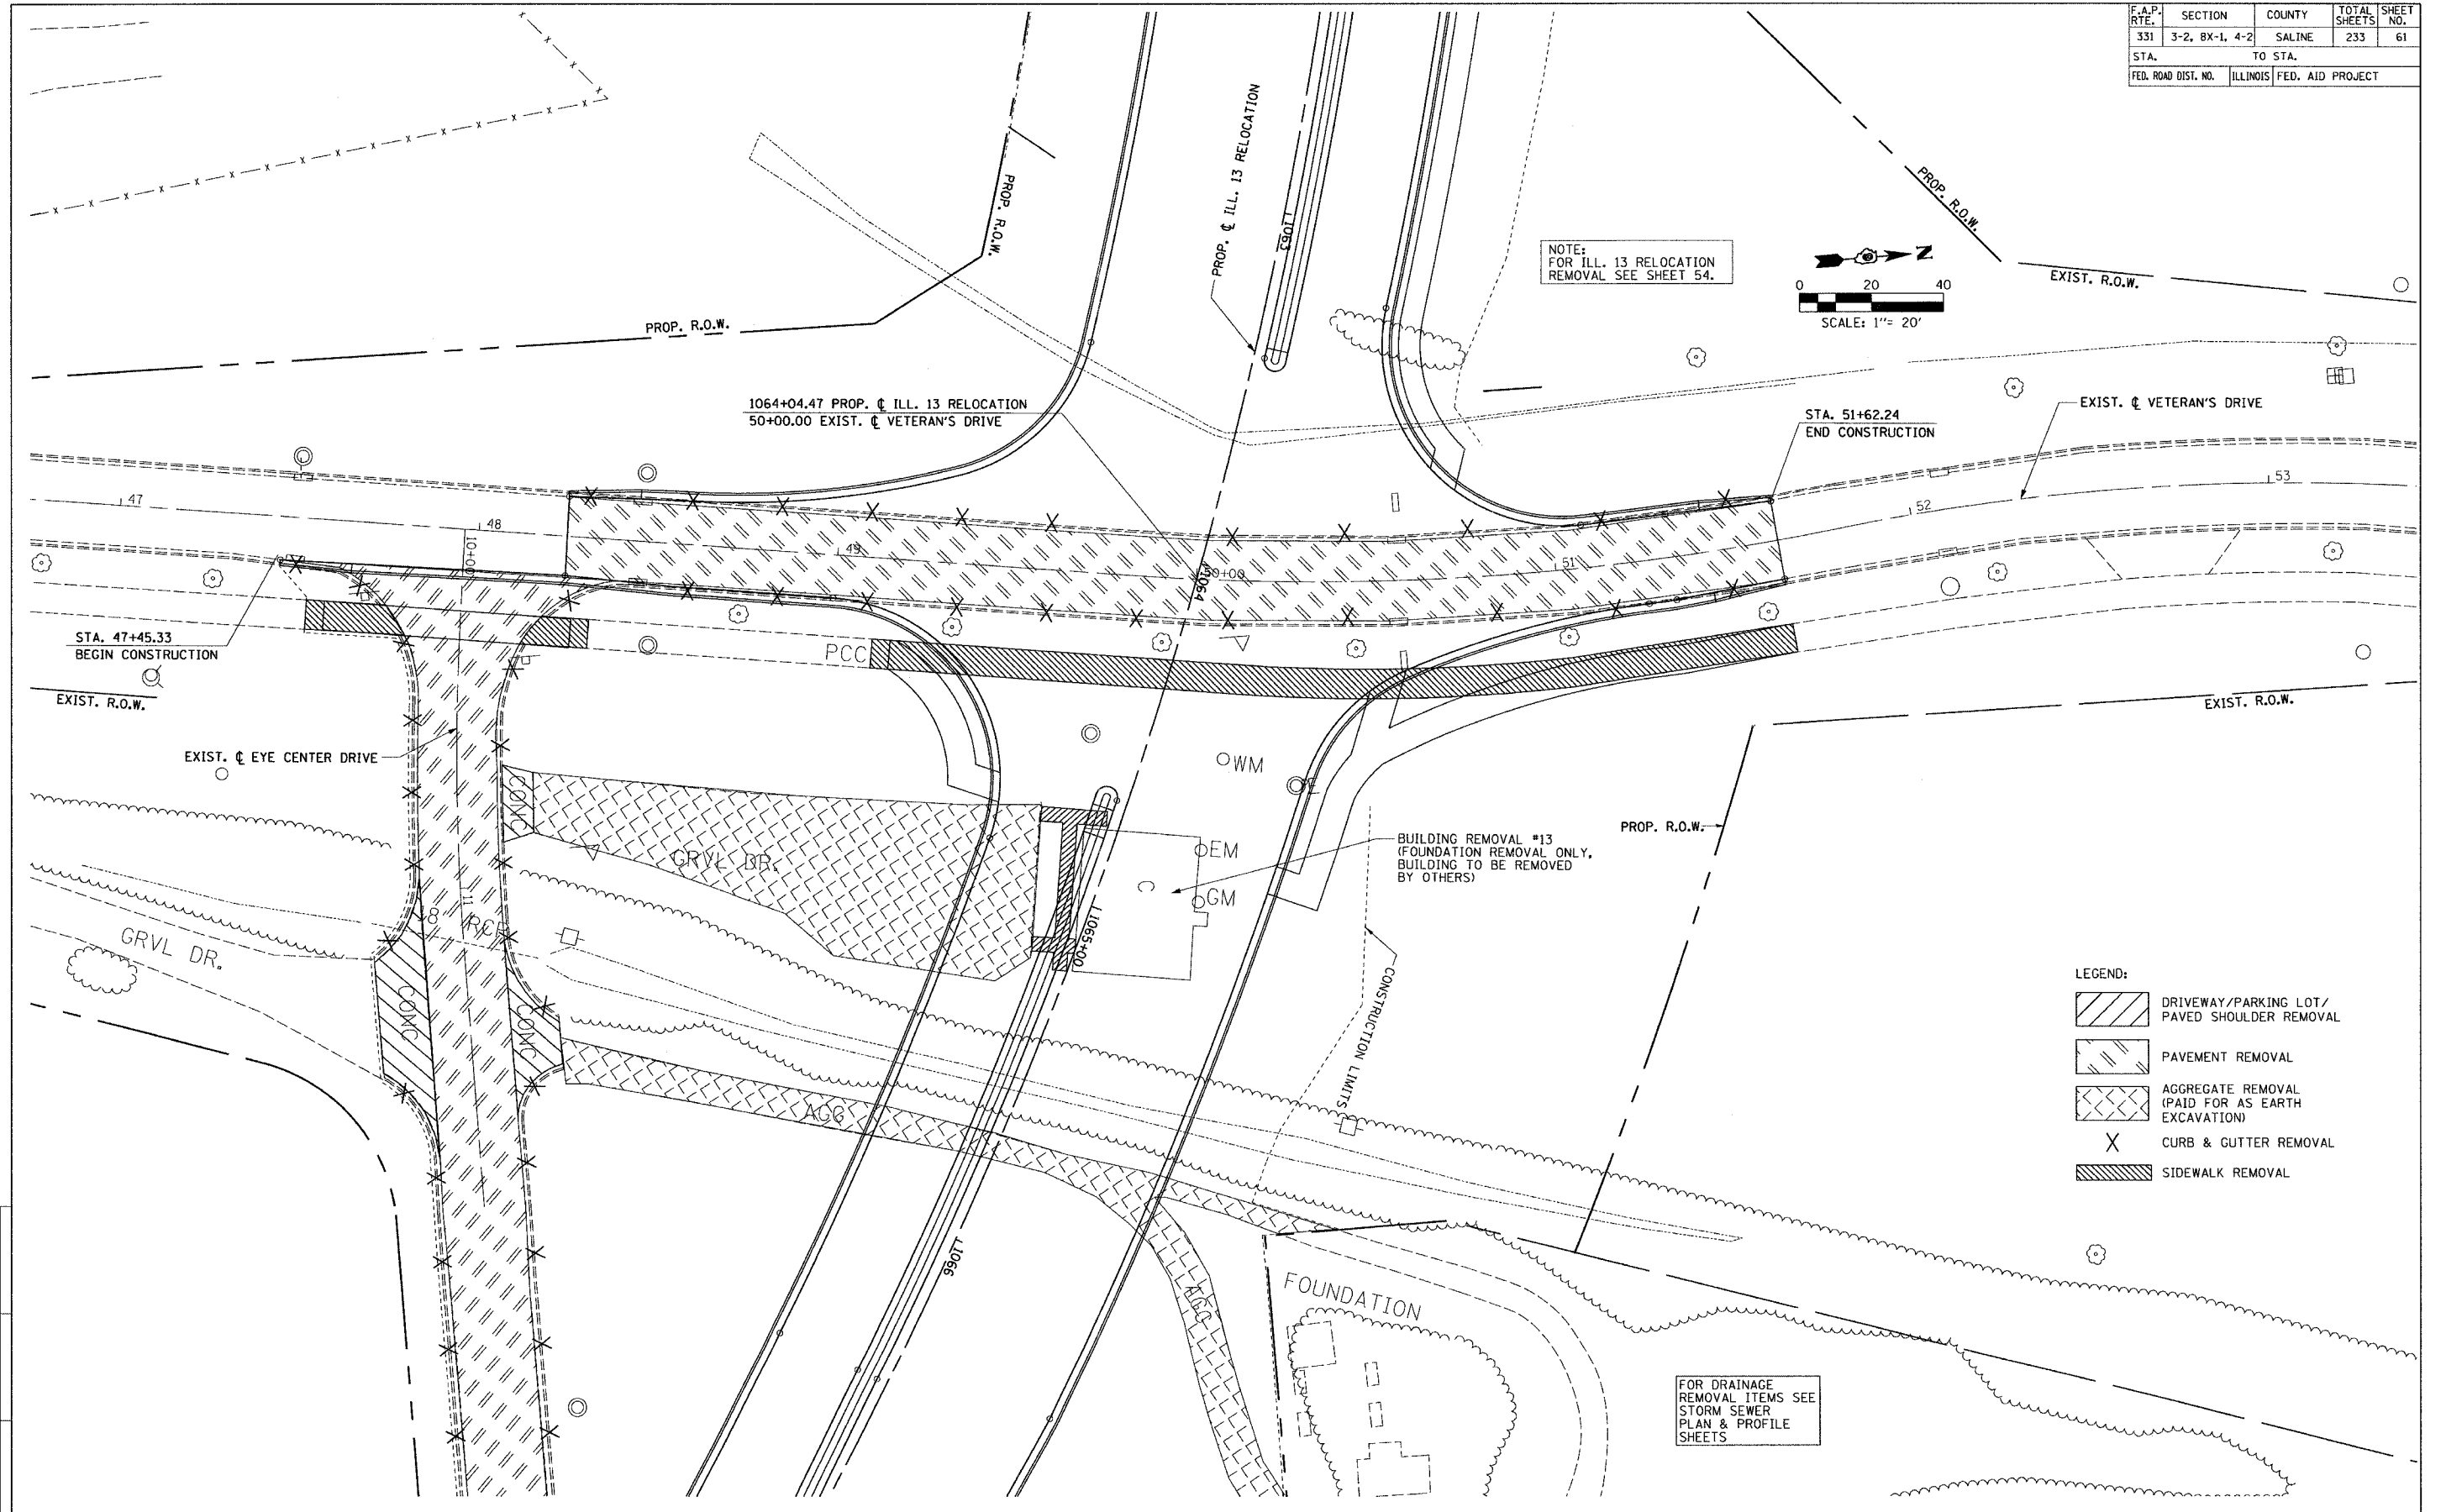 F.A.P. RTE. SECTION COUNTY TOTAL SHEETS SHEET NO.
331 3-2, 8X-1, 4-2 SALINE 233 61
STA. TO STA.
FED. ROAD DIST. NO. ILLINOIS FED. AID PROJECT
PROP. R.O.W.
PROP. ℄ ILL. 13 RELOCATION
1063
PROP. R.O.W.
NOTE:
FOR ILL. 13 RELOCATION
REMOVAL SEE SHEET 54.
N
0 20 40
SCALE: 1"= 20'
EXIST. R.O.W.
PROP. R.O.W.
1064+04.47 PROP. ℄ ILL. 13 RELOCATION
50+00.00 EXIST. ℄ VETERAN'S DRIVE
STA. 51+62.24
END CONSTRUCTION
EXIST. ℄ VETERAN'S DRIVE
47
48
49
50+00
51
52
53
10+00
1064
STA. 47+45.33
BEGIN CONSTRUCTION
PCC
EXIST. R.O.W.
EXIST. R.O.W.
EXIST. ℄ EYE CENTER DRIVE
WM
CONC
GRVL DR.
EM
GM
C
BUILDING REMOVAL #13
(FOUNDATION REMOVAL ONLY,
BUILDING TO BE REMOVED
BY OTHERS)
PROP. R.O.W.
11
RCP
GRVL DR.
1065+00
CONC
CONC
CONSTRUCTION LIMITS
LEGEND:
DRIVEWAY/PARKING LOT/
PAVED SHOULDER REMOVAL
PAVEMENT REMOVAL
AGGREGATE REMOVAL
(PAID FOR AS EARTH
EXCAVATION)
X CURB & GUTTER REMOVAL
SIDEWALK REMOVAL
AGG
1066
AGG
FOUNDATION
FOR DRAINAGE
REMOVAL ITEMS SEE
STORM SEWER
PLAN & PROFILE
SHEETS